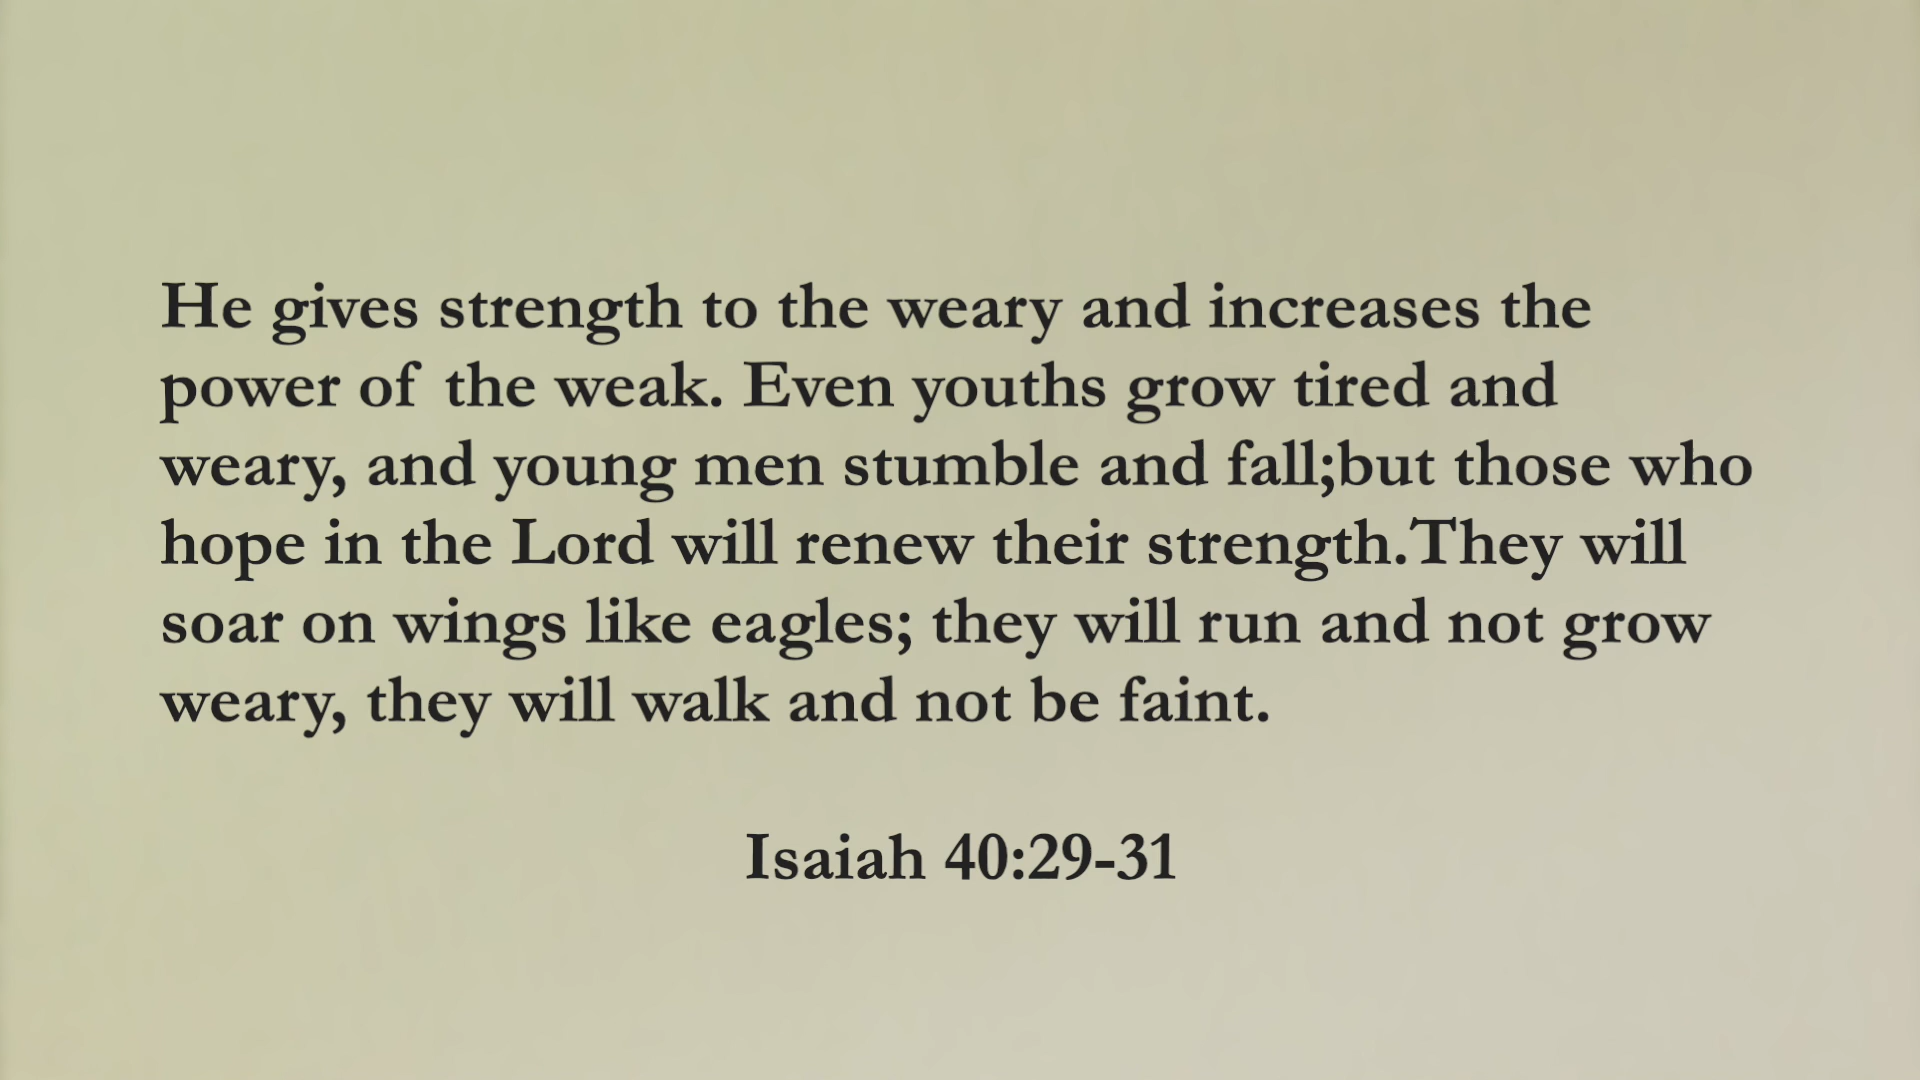 He gives strength to the weary and increases the
power of the weak. Even youths grow tired and
weary, and young men stumble and fall;but those who
hope in the Lord will renew their strength.They will
soar on wings like eagles; they will run and not grow
weary, they will walk and not be faint.
Isaiah 40:29-31